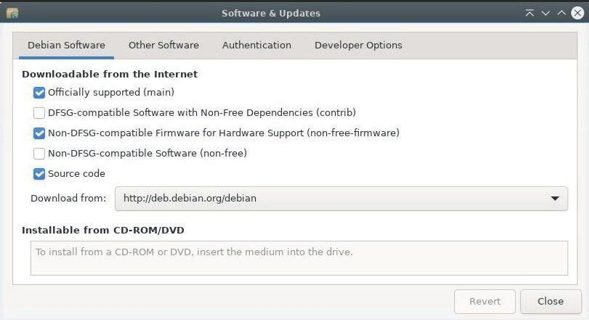 Software & Updates
Debian Software Other Software Authentication Developer Options
Downloadable from the Internet
Officially supported (main)
DFSG-compatible Software with Non-Free Dependencies (contrib)
Non-DFSG-compatible Firmware for Hardware Support (non-free-firmware)
Non-DFSG-compatible Software (non-free)
Source code
Download from: http://deb.debian.org/debian
Installable from CD-ROM/DVD
To install from a CD-ROM or DVD, insert the medium into the drive.
Revert Close